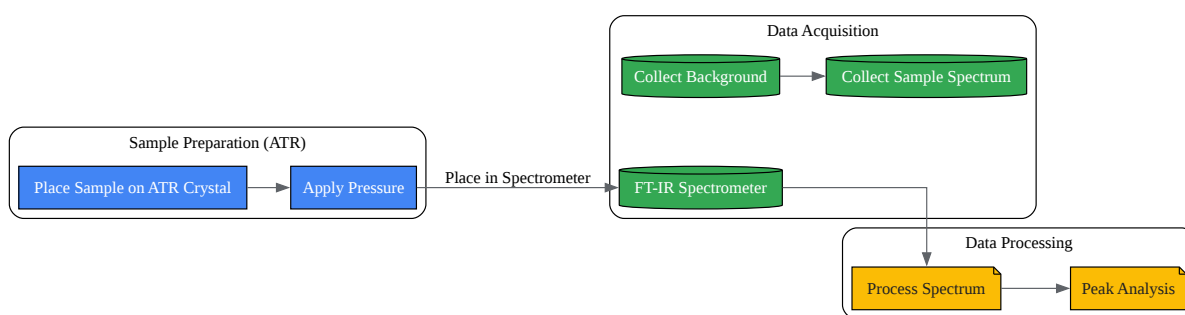 Data Acquisition
Collect Background
Collect Sample Spectrum
Sample Preparation (ATR)
Place Sample on ATR Crystal
Apply Pressure
Place in Spectrometer
FT-IR Spectrometer
Data Processing
Process Spectrum
Peak Analysis